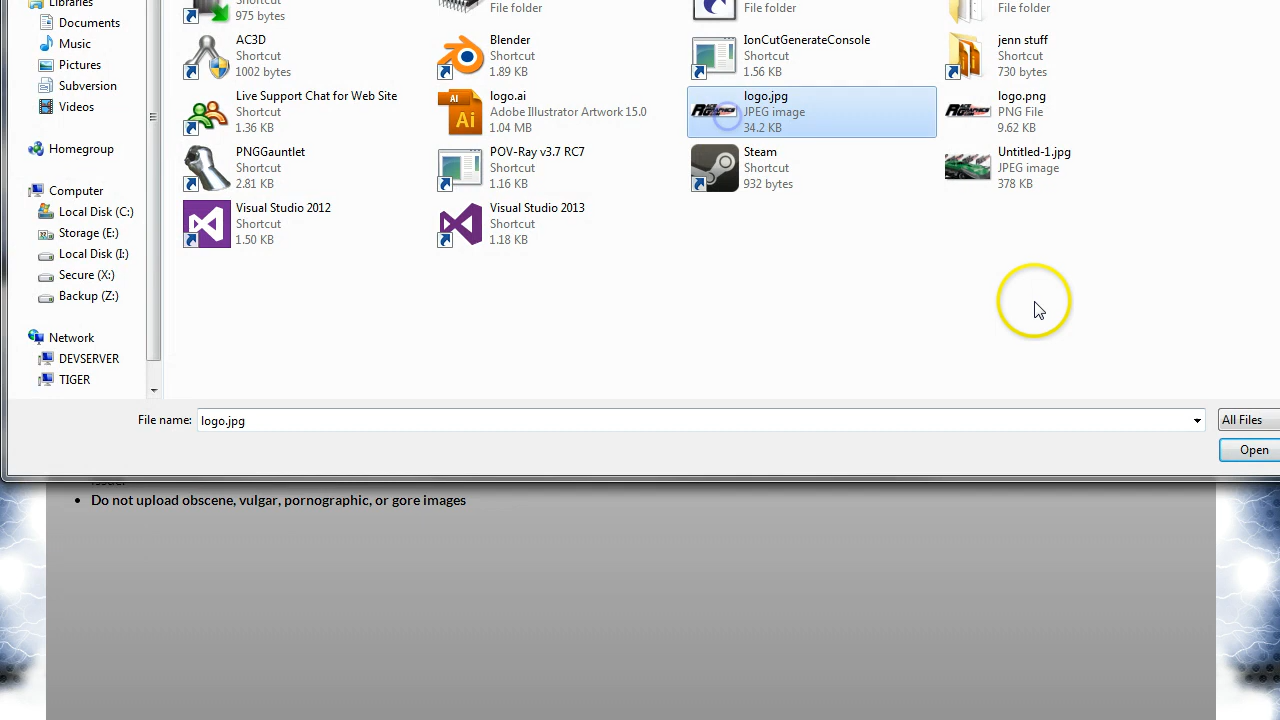 Libraries
975 bytes
File folder
File folder
File folder
Documents
Music
Pictures
Subversion
Videos
Homegroup
Computer
Local Disk (C:)
Storage (E:)
Local Disk (I:)
Secure (X:)
Backup (Z:)
Network
DEVSERVER
TIGER
AC3D
Shortcut
1002 bytes
Blender
Shortcut
1.89 KB
IonCutGenerateConsole
Shortcut
1.56 KB
jenn stuff
Shortcut
730 bytes
Live Support Chat for Web Site
Shortcut
1.36 KB
Ai
Ai
logo.ai
Adobe Illustrator Artwork 15.0
1.04 MB
logo.jpg
JPEG image
34.2 KB
logo.png
PNG File
9.62 KB
PNGGauntlet
Shortcut
2.81 KB
POV-Ray v3.7 RC7
Shortcut
1.16 KB
Steam
Shortcut
932 bytes
Untitled-1.jpg
JPEG image
378 KB
Visual Studio 2012
Shortcut
1.50 KB
Visual Studio 2013
Shortcut
1.18 KB
File name:
logo.jpg
All Files
Open
Do not upload obscene, vulgar, pornographic, or gore images